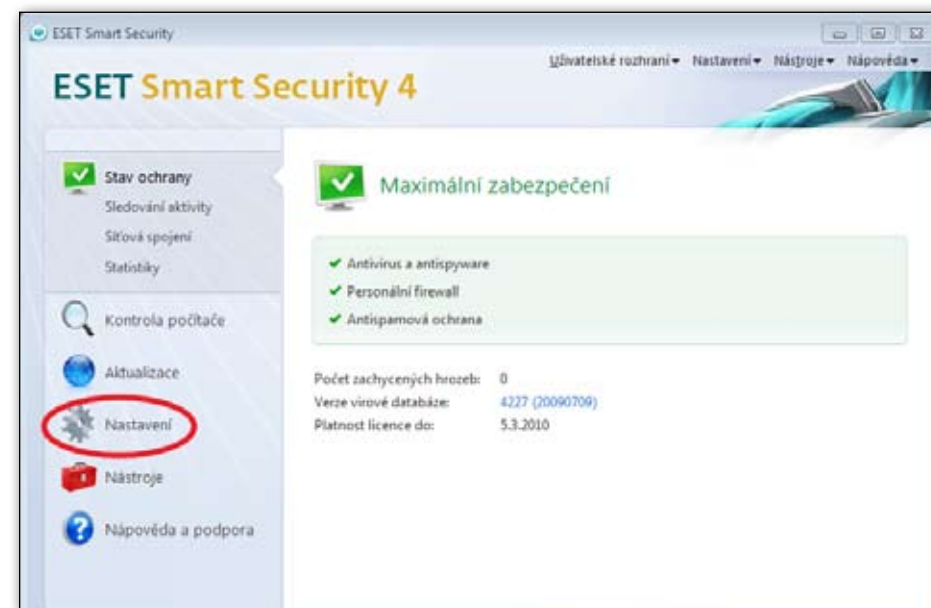 ESET Smart Security
Uživatelské rozhraní Nastavení Nástroje Nápověda
ESET Smart Security 4
Stav ochrany
Sledování aktivity
Síťová spojení
Statistiky
Kontrola počítače
Aktualizace
Nastavení
Nástroje
Nápověda a podpora
Maximální zabezpečení
Antivirus a antispyware
Personální firewall
Antispamová ochrana
Počet zachycených hrozeb: 0
Verze virové databáze: 4227 (20090709)
Platnost licence do: 5.3.2010